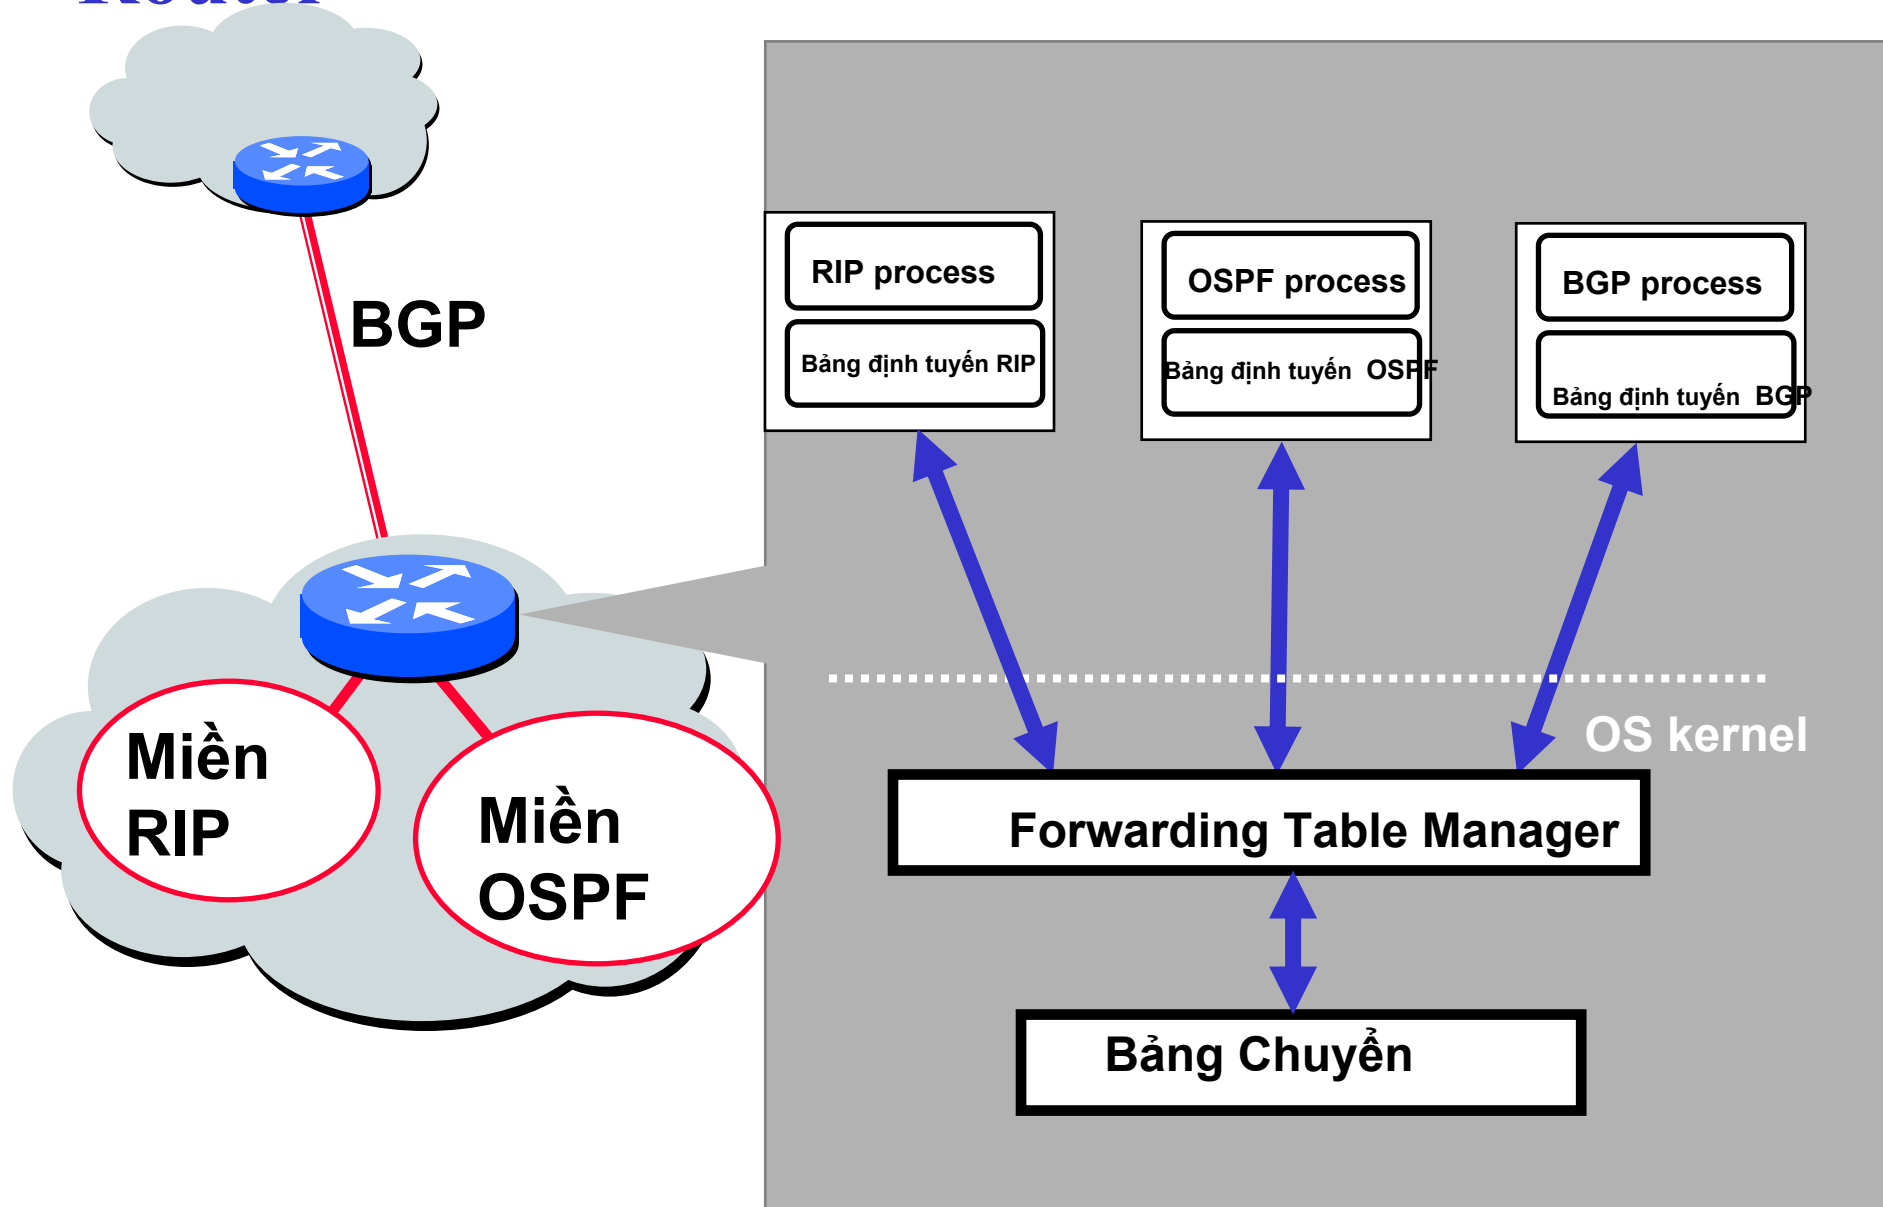 Router
BGP
RIP process
OSPF process
BGP process
Bảng định tuyến RIP
Bảng định tuyến OSPF
Bảng định tuyến BGP
Miền
RIP
Miền
OSPF
OS kernel
Forwarding Table Manager
Bảng Chuyển